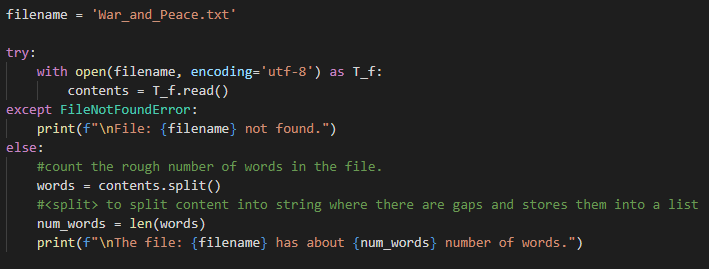 filename = 'War_and_Peace.txt'
try:
    with open(filename, encoding='utf-8') as T_f:
        contents = T_f.read()
except FileNotFoundError:
    print(f"\nFile: {filename} not found.")
else:
    #count the rough number of words in the file.
    words = contents.split()
    #<split> to split content into string where there are gaps and stores them into a list
    num_words = len(words)
    print(f"\nThe file: {filename} has about {num_words} number of words.")